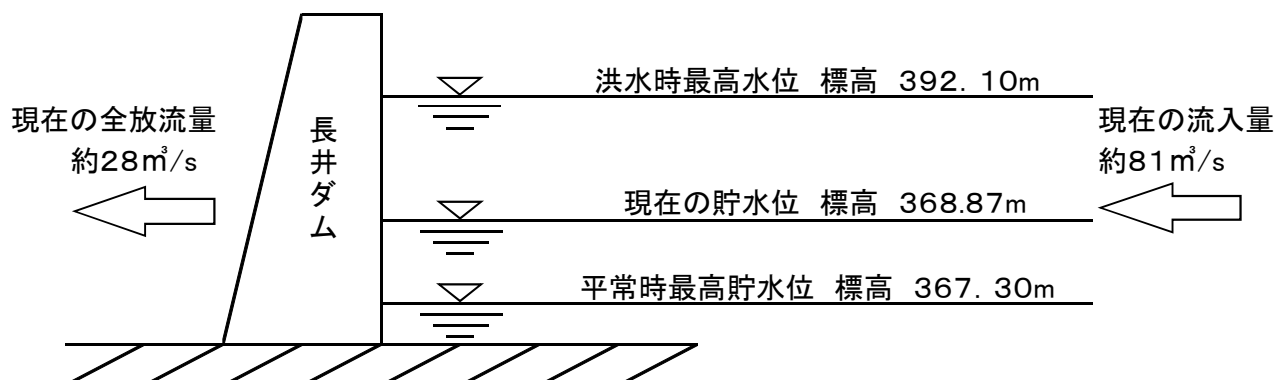 洪水時最高水位 標高 392.10m
現在の全放流量
約28㎥/s
長井ダム
現在の流入量
約81㎥/s
現在の貯水位 標高 368.87m
平常時最高貯水位 標高 367.30m